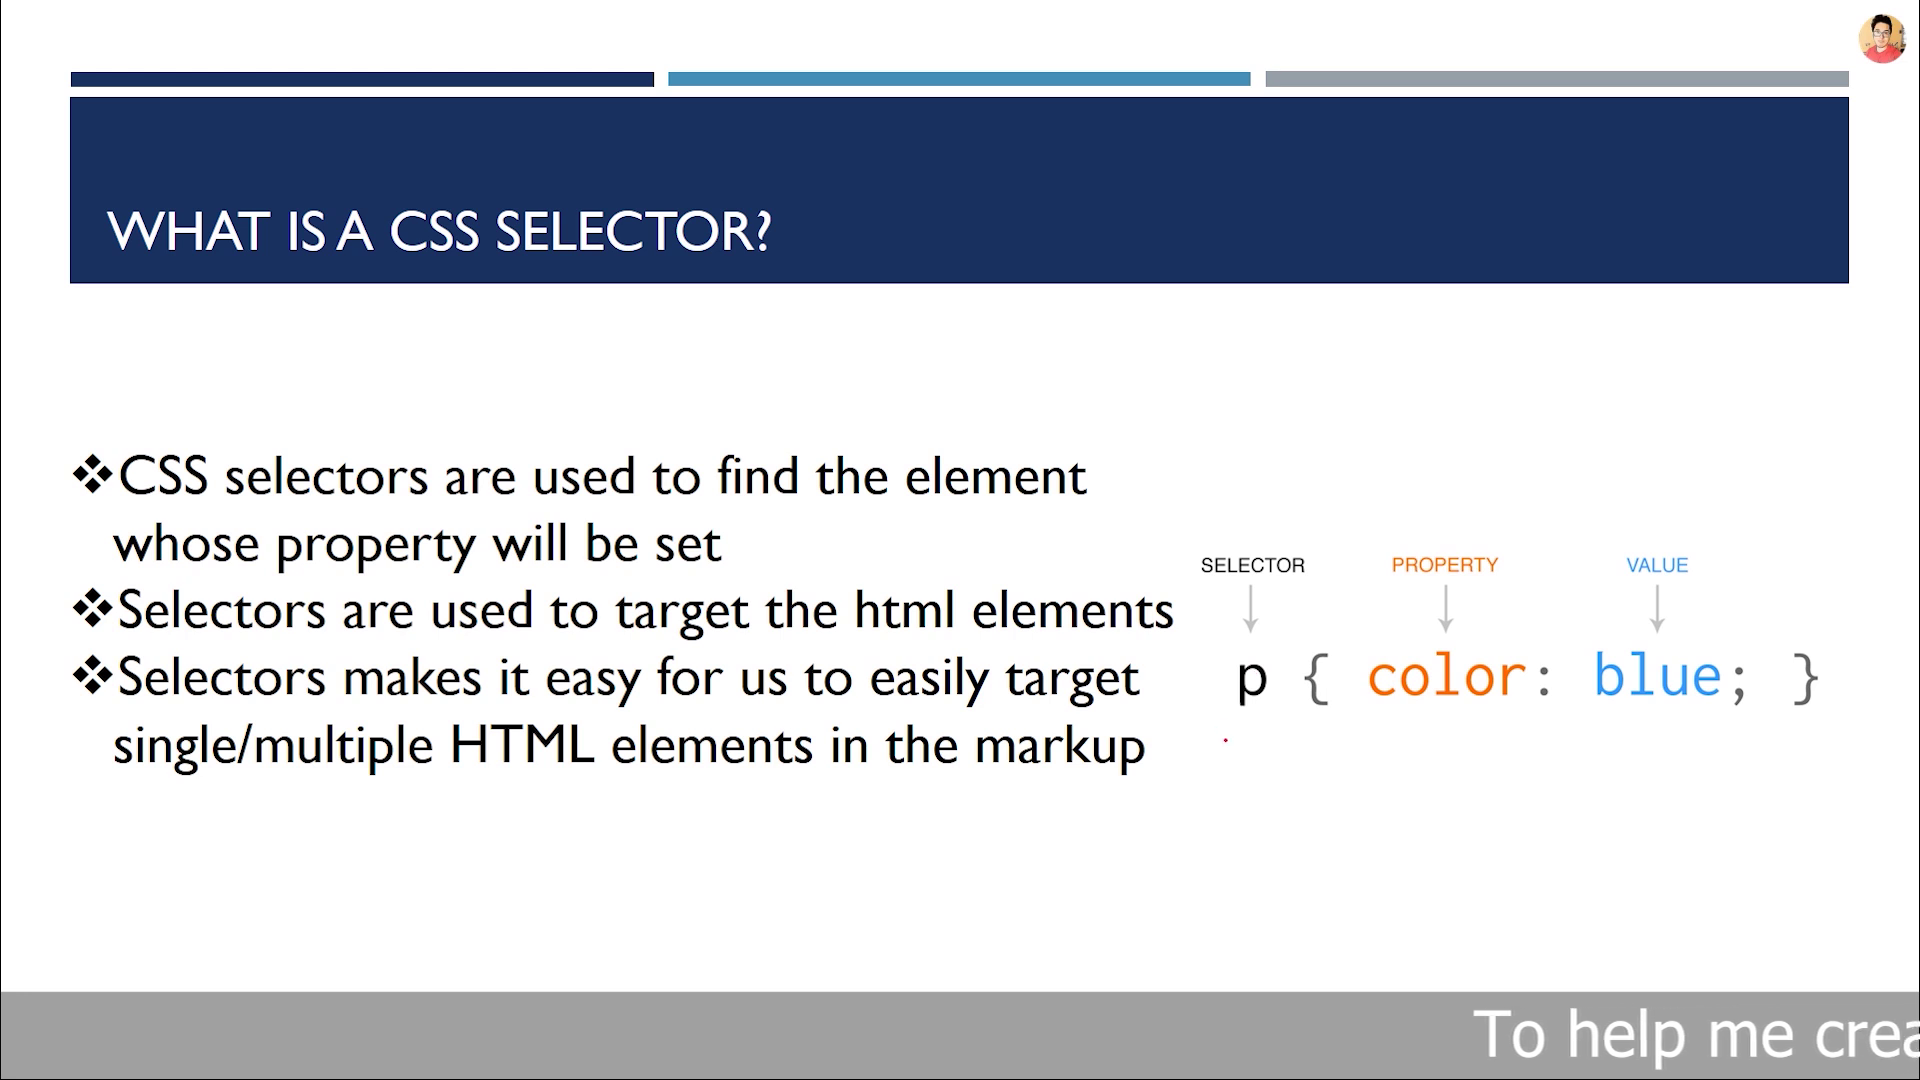 WHAT IS A CSS SELECTOR?
❖CSS selectors are used to find the element
whose property will be set
❖Selectors are used to target the html elements
❖Selectors makes it easy for us to easily target
single/multiple HTML elements in the markup
SELECTOR PROPERTY VALUE
p { color: blue; }
To help me crea